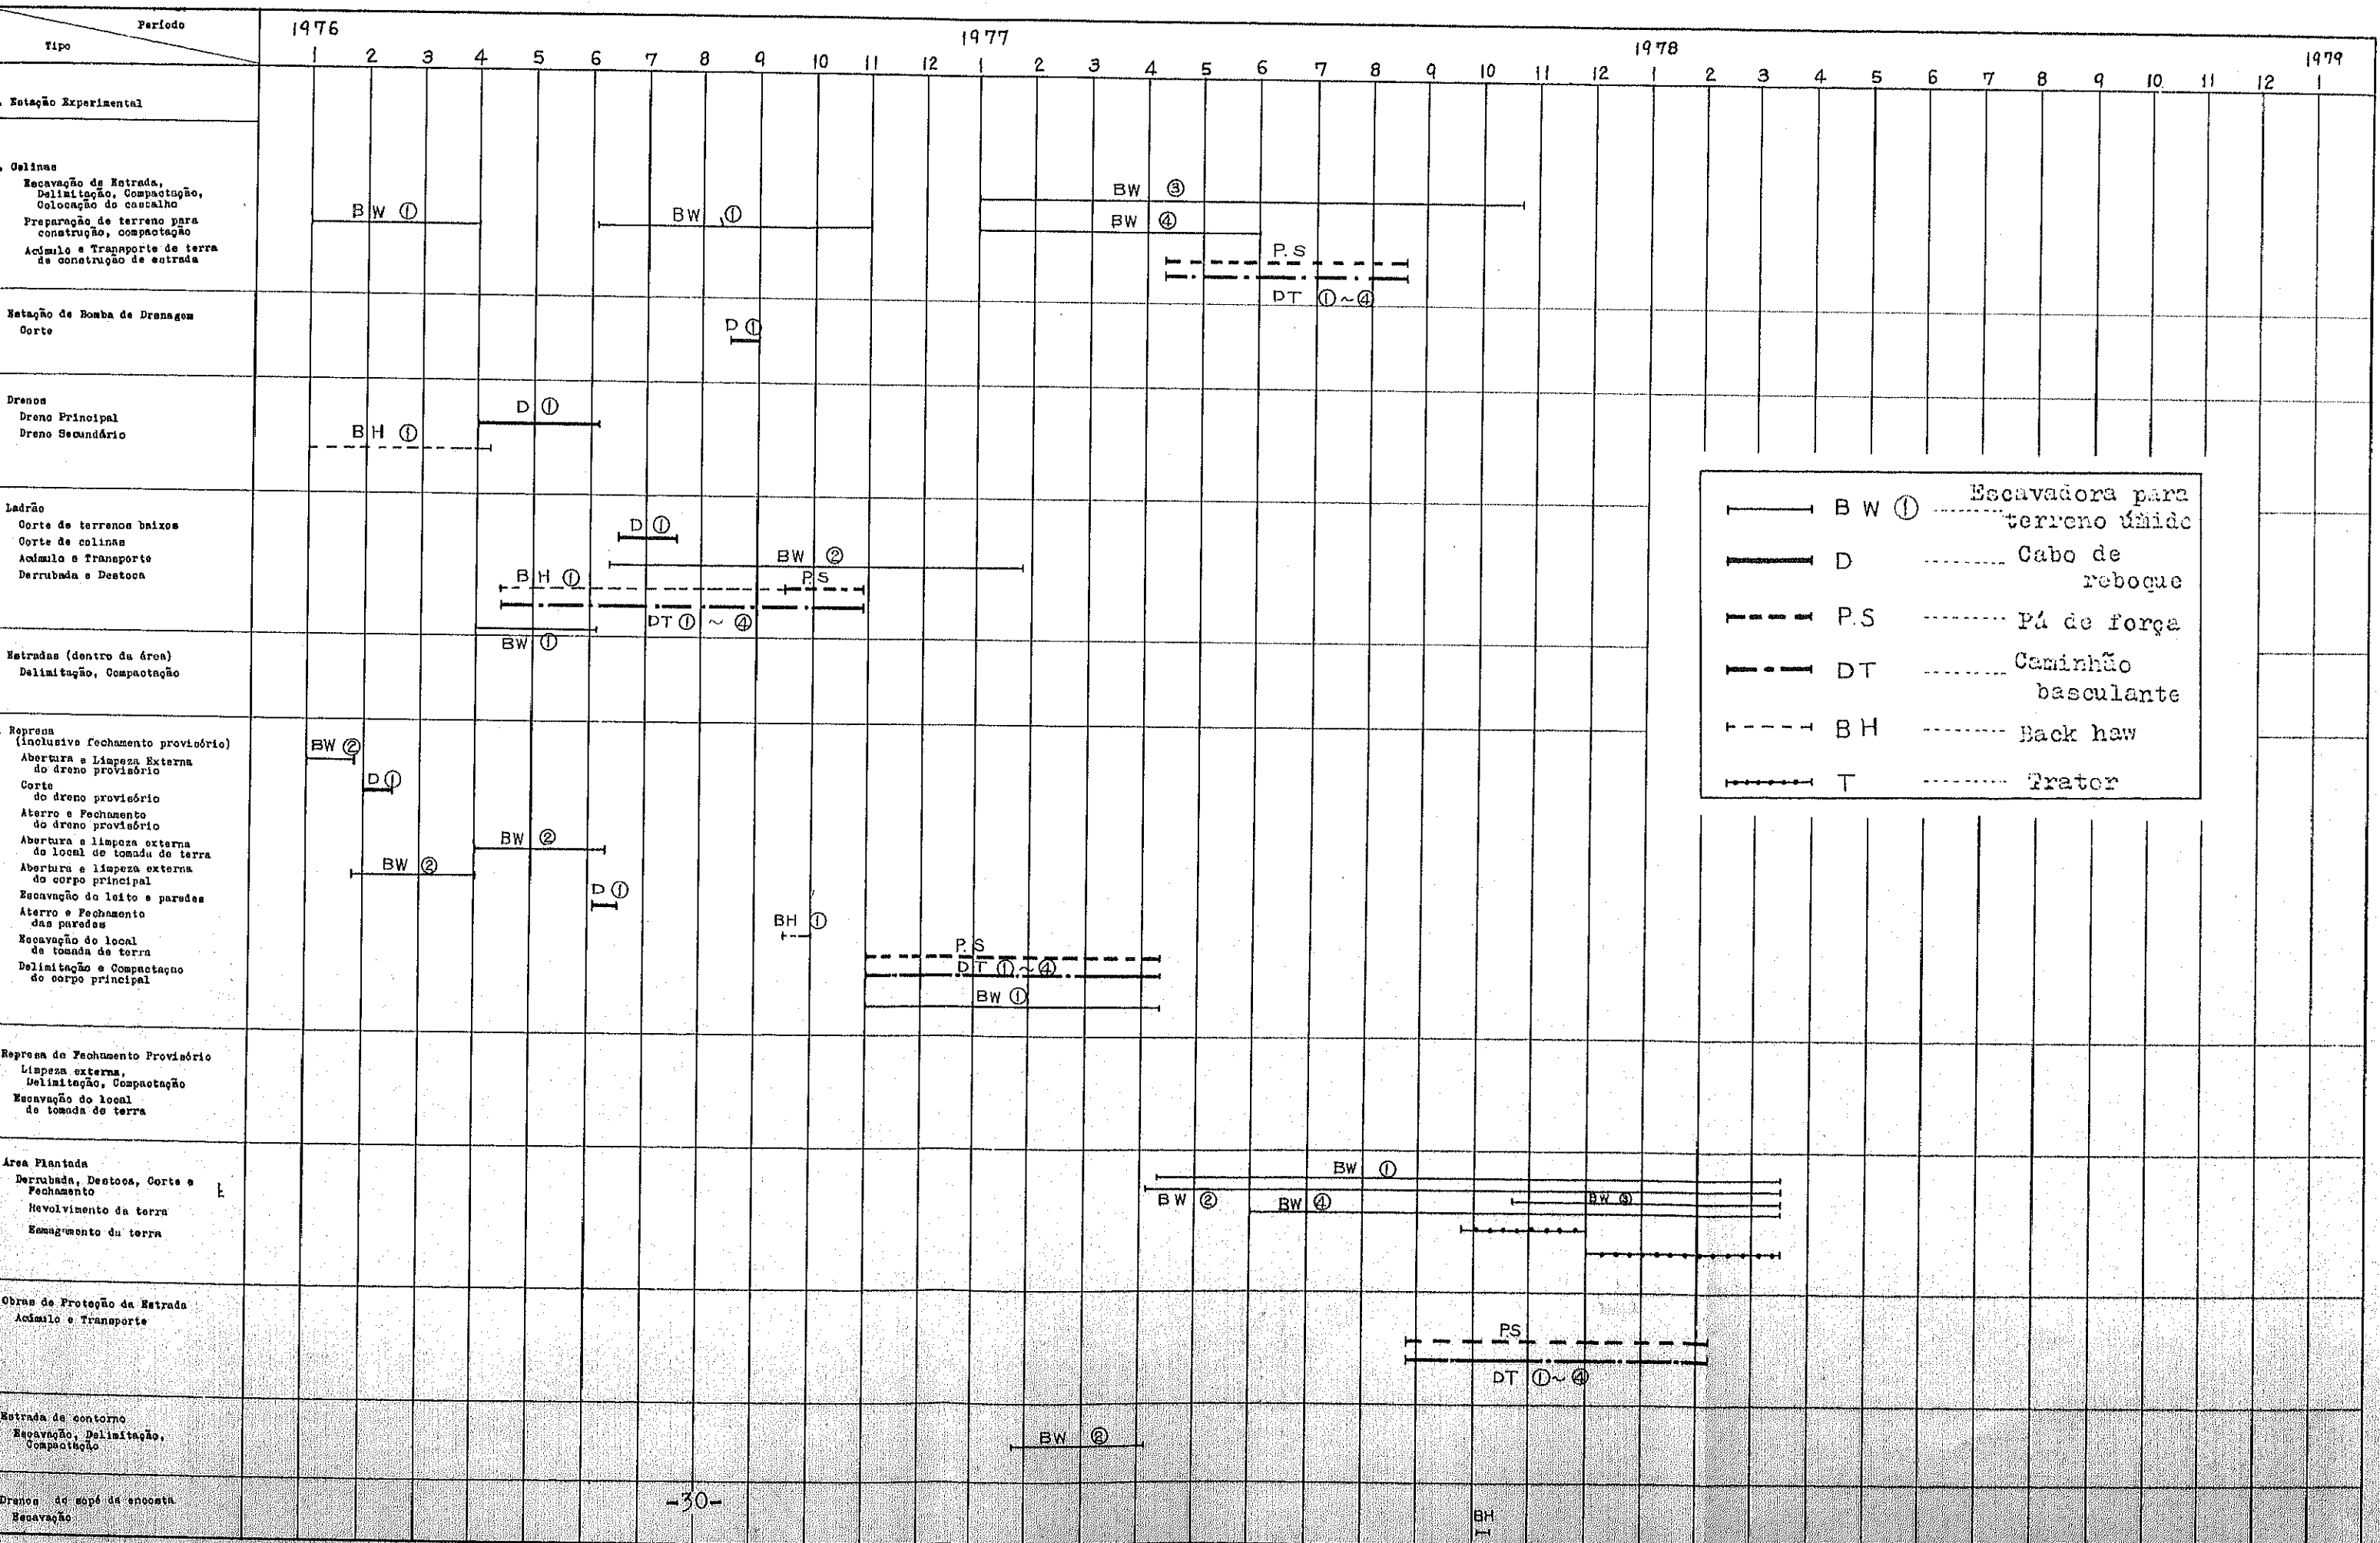 Período
Tipo
1976
1977
1978
1979
1 2 3 4 5 6 7 8 9 10 11 12 1 2 3 4 5 6 7 8 9 10 11 12 1 2 3 4 5 6 7 8 9 10 11 12 1
. Estação Experimental
. Colinas
Escavação de Estrada,
Delimitação, Compactação,
Colocação do cascalho
Preparação de terreno para
construção, compactação
Acúmulo e Transporte de terra
de construção de estrada
BW ①
BW ①
BW ③
BW ④
P.S
DT ①~④
Estação de Bomba de Drenagem
Corte
D ①
Drenos
Dreno Principal
Dreno Secundário
D ①
BH ①
Ladrão
Corte de terrenos baixos
Corte de colinas
Acúmulo e Transporte
Derrubada e Destoca
D ①
BW ②
BH ①
P.S
DT ① ~ ④
BW ①
Estradas (dentro da área)
Delimitação, Compactação
. Represa
(inclusive fechamento provisório)
Abertura e Limpeza Externa
do dreno provisório
Corte
do dreno provisório
Aterro e Fechamento
do dreno provisório
Abertura e limpeza externa
do local de tomada de terra
Abertura e limpeza externa
do corpo principal
Escavação do leito e paredes
Aterro e Fechamento
das paredes
Escavação do local
de tomada de terra
Delimitação e Compactação
do corpo principal
BW ②
D ①
BW ②
BW ②
D ①
BH ①
P.S
DT ①~④
BW ①
Represa de Fechamento Provisório
Limpeza externa,
Delimitação, Compactação
Escavação do local
de tomada de terra
Área Plantada
Derrubada, Destoca, Corte e
Fechamento
Revolvimento da terra
Esmagamento da terra
BW ①
BW ②
BW ④
BW ③
Obras de Proteção da Estrada
Acúmulo e Transporte
P.S
DT ①~④
Estrada de contorno
Escavação, Delimitação,
Compactação
BW ②
Drenos do sopé da encosta
Escavação
BH
BW ① -------- Escavadora para
terreno úmido
D -------- Cabo de
reboque
P.S -------- Pá de força
DT -------- Caminhão
basculante
BH -------- Back haw
T -------- Trator
-30-